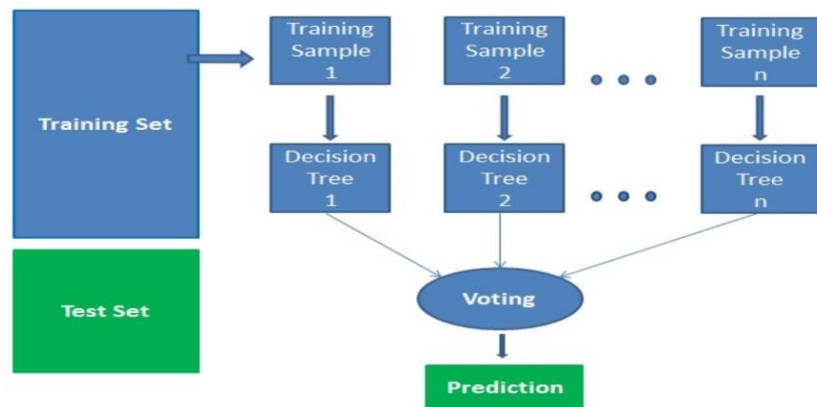 Training Set
Training
Sample
1
Training
Sample
2
Training
Sample
n
Decision
Tree
1
Decision
Tree
2
Decision
Tree
n
Test Set
Voting
Prediction